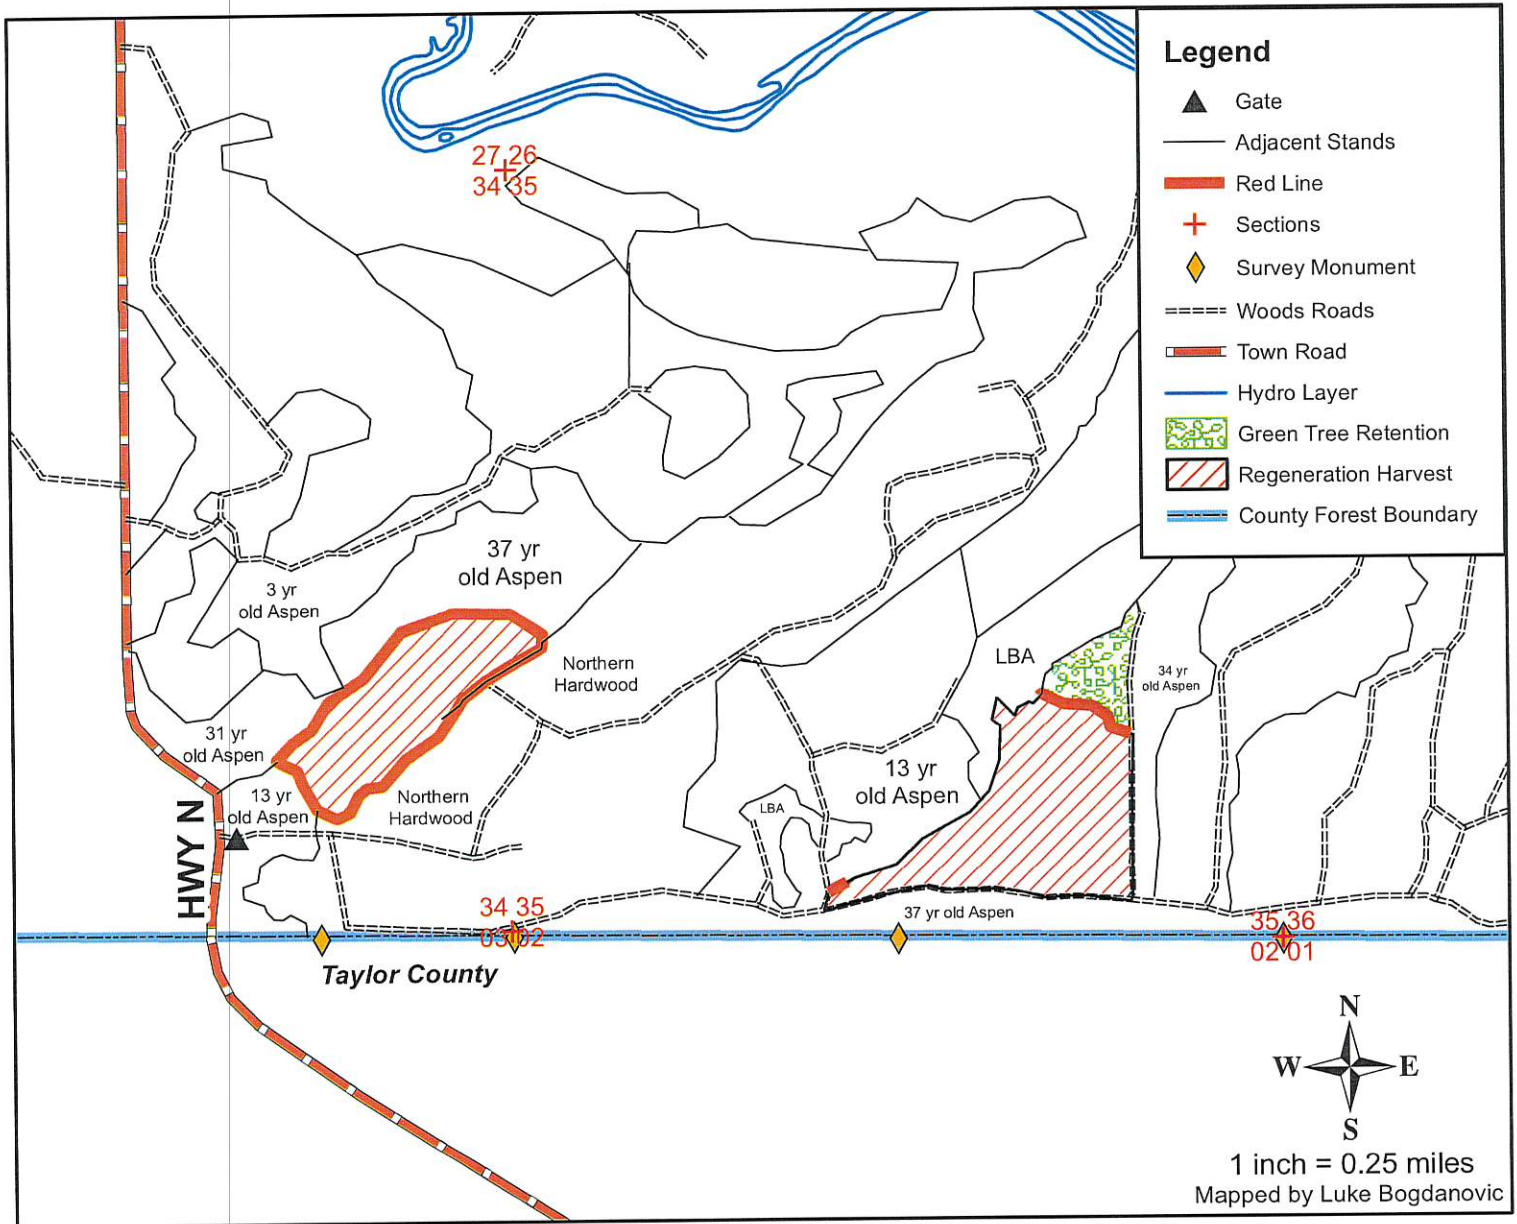 Legend
Gate
Adjacent Stands
Red Line
Sections
Survey Monument
Woods Roads
Town Road
Hydro Layer
Green Tree Retention
Regeneration Harvest
County Forest Boundary
27 26
34 35
37 yr
old Aspen
3 yr
old Aspen
Northern
Hardwood
LBA
34 yr
old Aspen
31 yr
old Aspen
13 yr
old Aspen
13 yr
old Aspen
Northern
Hardwood
LBA
HWY N
34 35
03 02
37 yr old Aspen
35 36
02 01
Taylor County
N
W E
S
1 inch = 0.25 miles
Mapped by Luke Bogdanovic